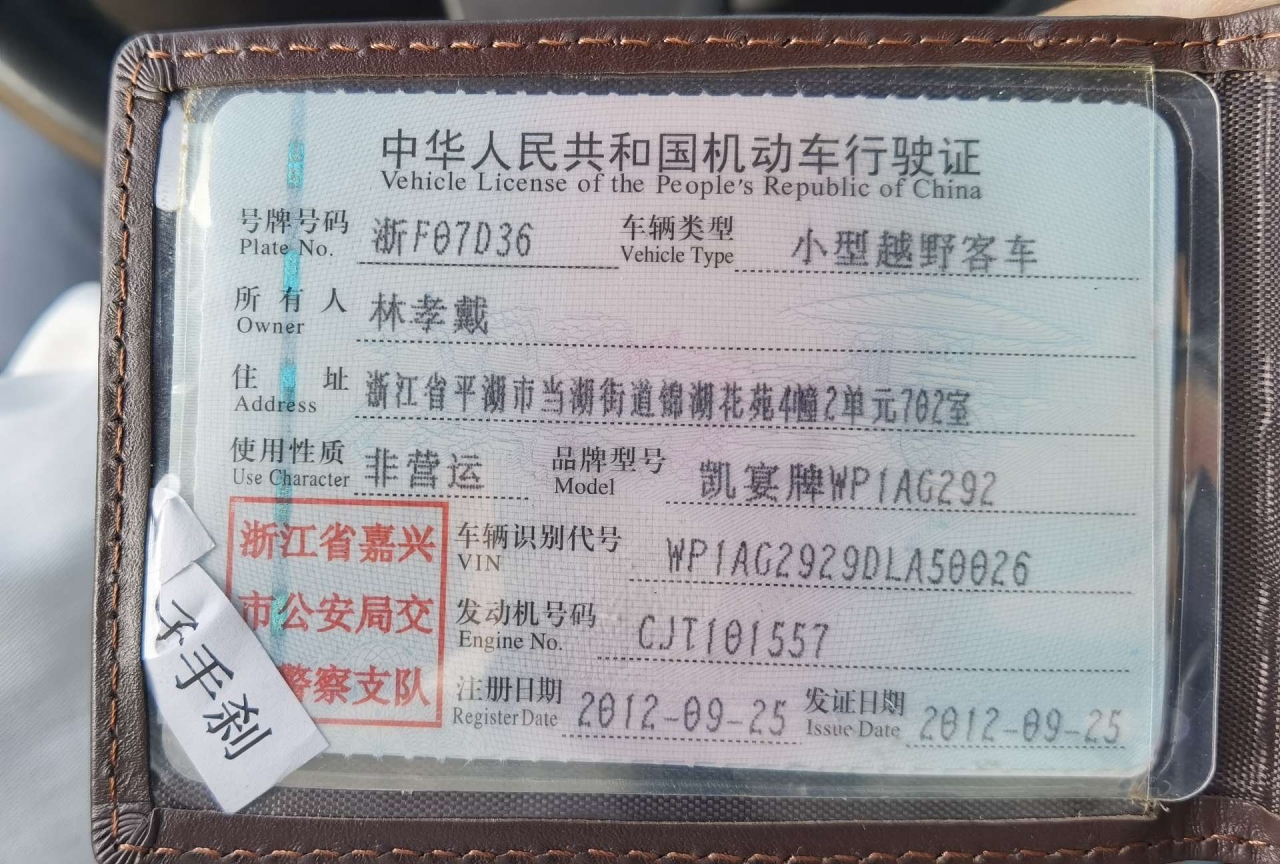 中华人民共和国机动车行驶证
Vehicle License of the People's Republic of China
号牌号码 浙F07D36 车辆类型 小型越野客车
Plate No. Vehicle Type
所有人 林孝戴
Owner
住址 浙江省平湖市当湖街道锦湖花苑4幢2单元702室
Address
使用性质 非营运 品牌型号 凯宴牌WP1AG292
Use Character Model
浙江省嘉兴
市公安局交
警察支队
车辆识别代号 WP1AG2929DLA50026
VIN
发动机号码 CJT101557
Engine No.
注册日期 2012-09-25 发证日期 2012-09-25
Register Date Issue Date
手刹